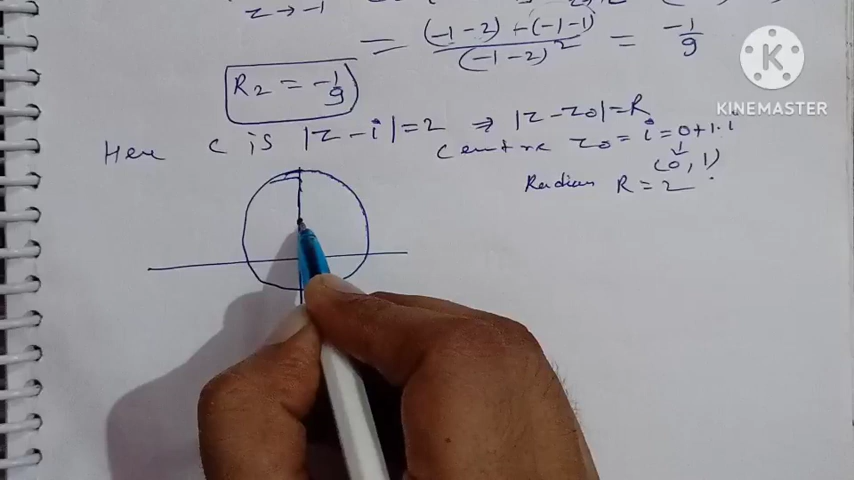 z → -1
= (-1-2) + (-1-1) / (-1-2)² = -1/9
R₂ = -1/9
Here C is |z-i|=2 ⇒ |z-z₀|=R
Centre z₀ = i = 0+1.i
(0, 1)
Radius R = 2
KINEMASTER